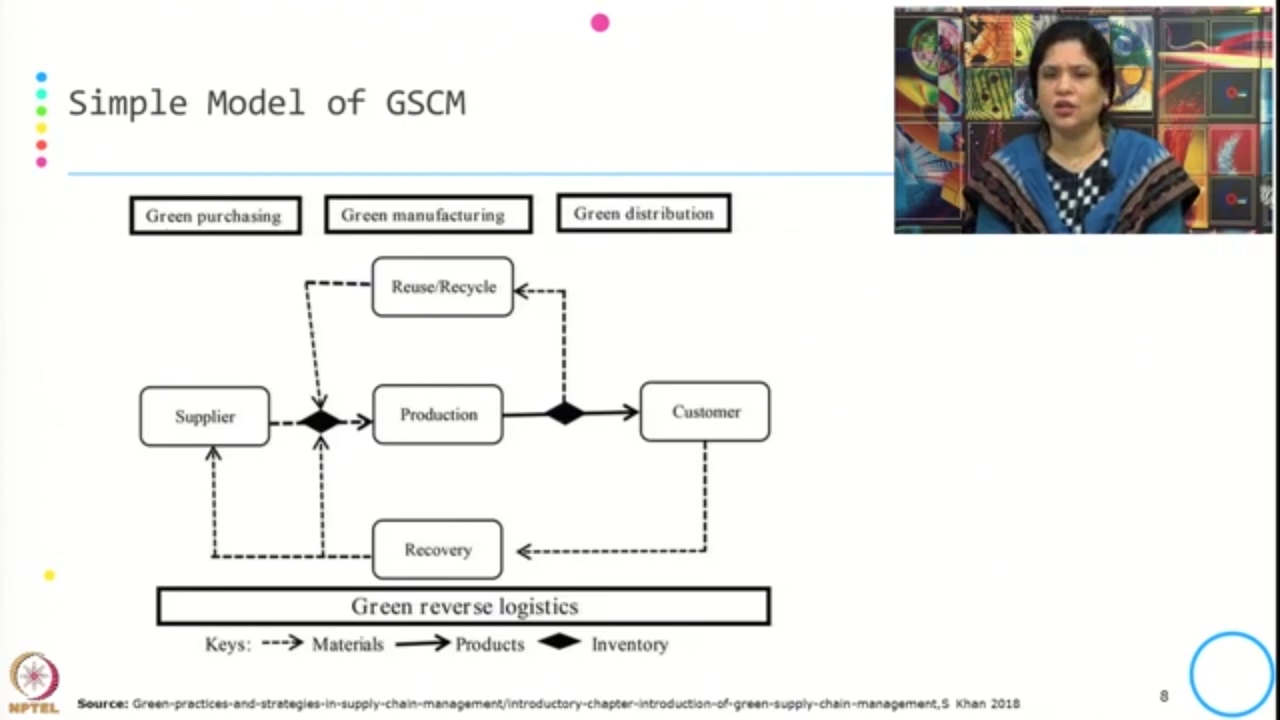 Simple Model of GSCM
Green purchasing
Green manufacturing
Green distribution
Reuse/Recycle
Supplier
Production
Customer
Recovery
Green reverse logistics
Keys: Materials Products Inventory
NPTEL
Source: Green-practices-and-strategies-in-supply-chain-management/introductory-chapter-introduction-of-green-supply-chain-management,S Khan 2018
8